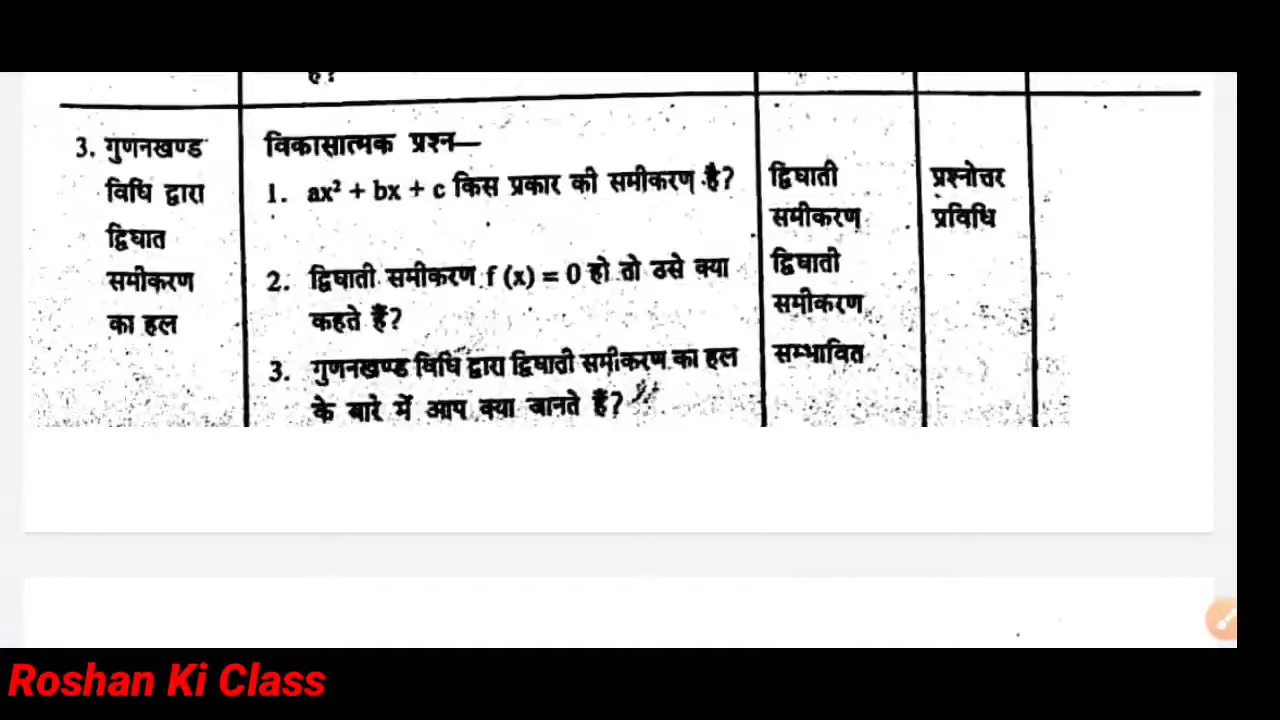 है?
3. गुणनखण्ड
विधि द्वारा
द्विघात
समीकरण
का हल
विकासात्मक प्रश्न—
1. ax² + bx + c किस प्रकार की समीकरण है?
2. द्विघाती समीकरण f (x) = 0 हो तो उसे क्या
कहते हैं?
3. गुणनखण्ड विधि द्वारा द्विघाती समीकरण का हल
के बारे में आप क्या जानते हैं?
द्विघाती
समीकरण
द्विघाती
समीकरण
सम्भावित
प्रश्नोत्तर
प्रविधि
Roshan Ki Class